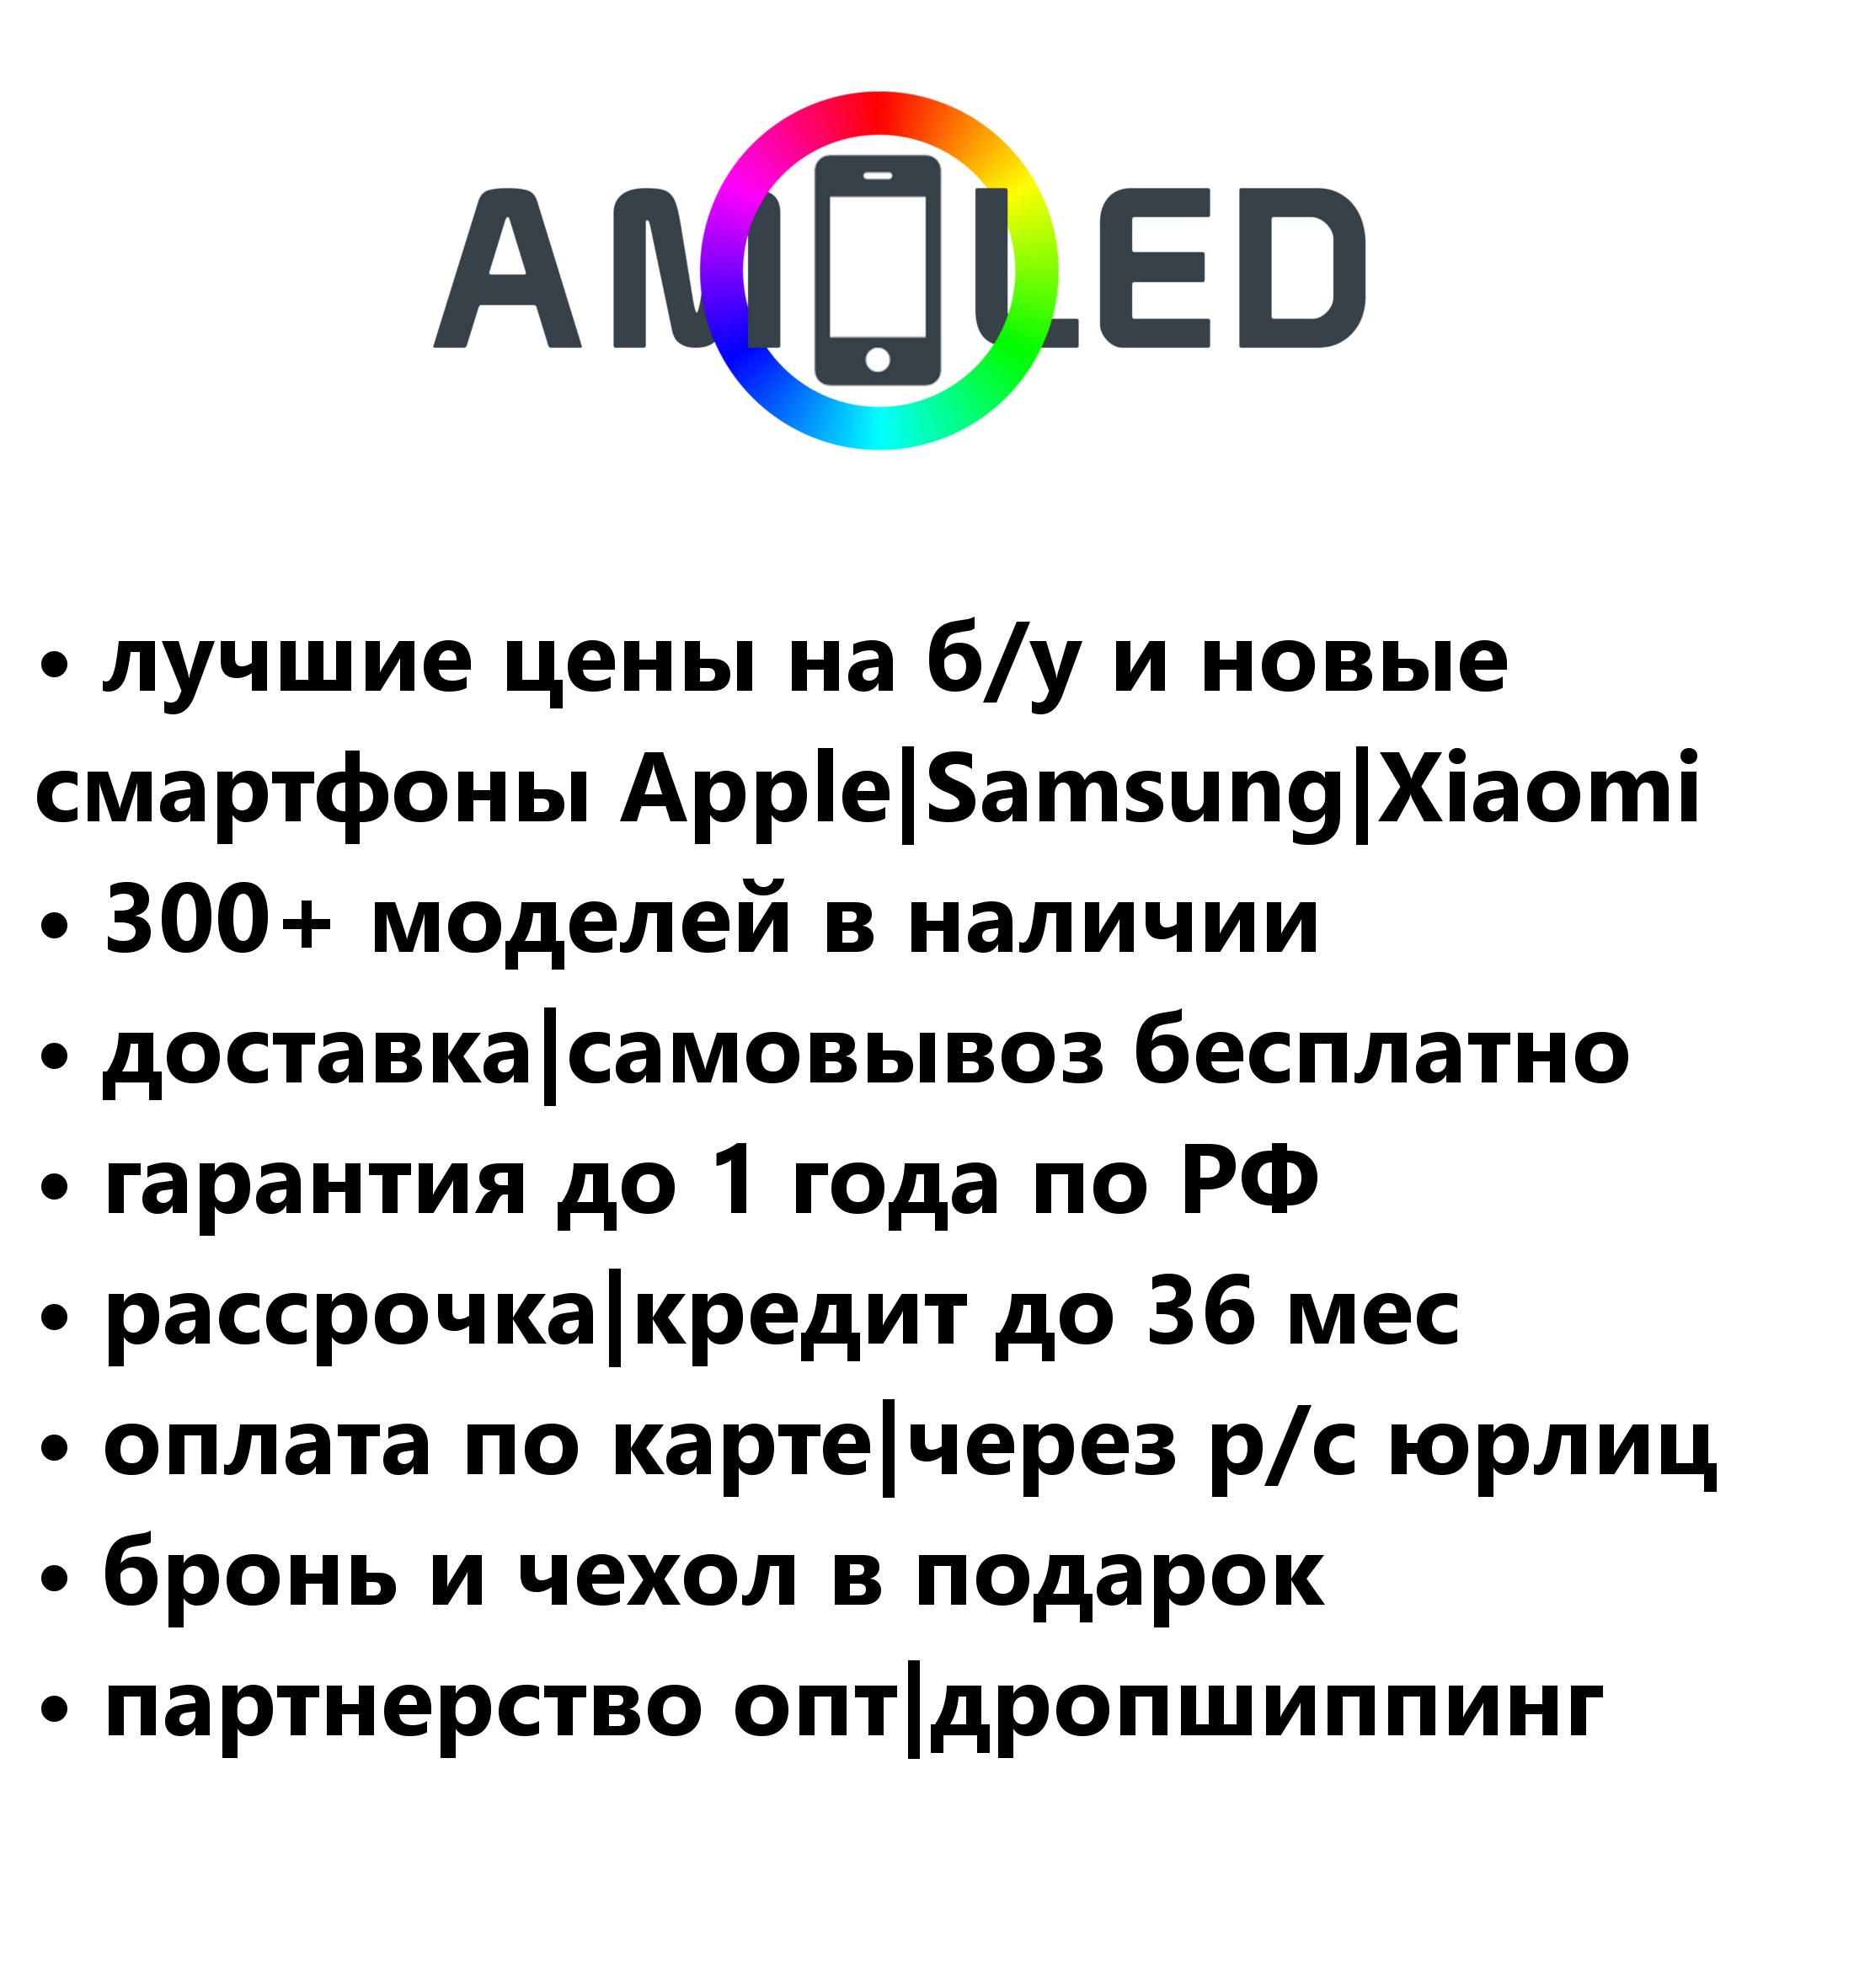 AMOLED
• лучшие цены на б/у и новые
смартфоны Apple|Samsung|Xiaomi
• 300+ моделей в наличии
• доставка|самовывоз бесплатно
• гарантия до 1 года по РФ
• рассрочка|кредит до 36 мес
• оплата по карте|через р/с юрлиц
• бронь и чехол в подарок
• партнерство опт|дропшиппинг